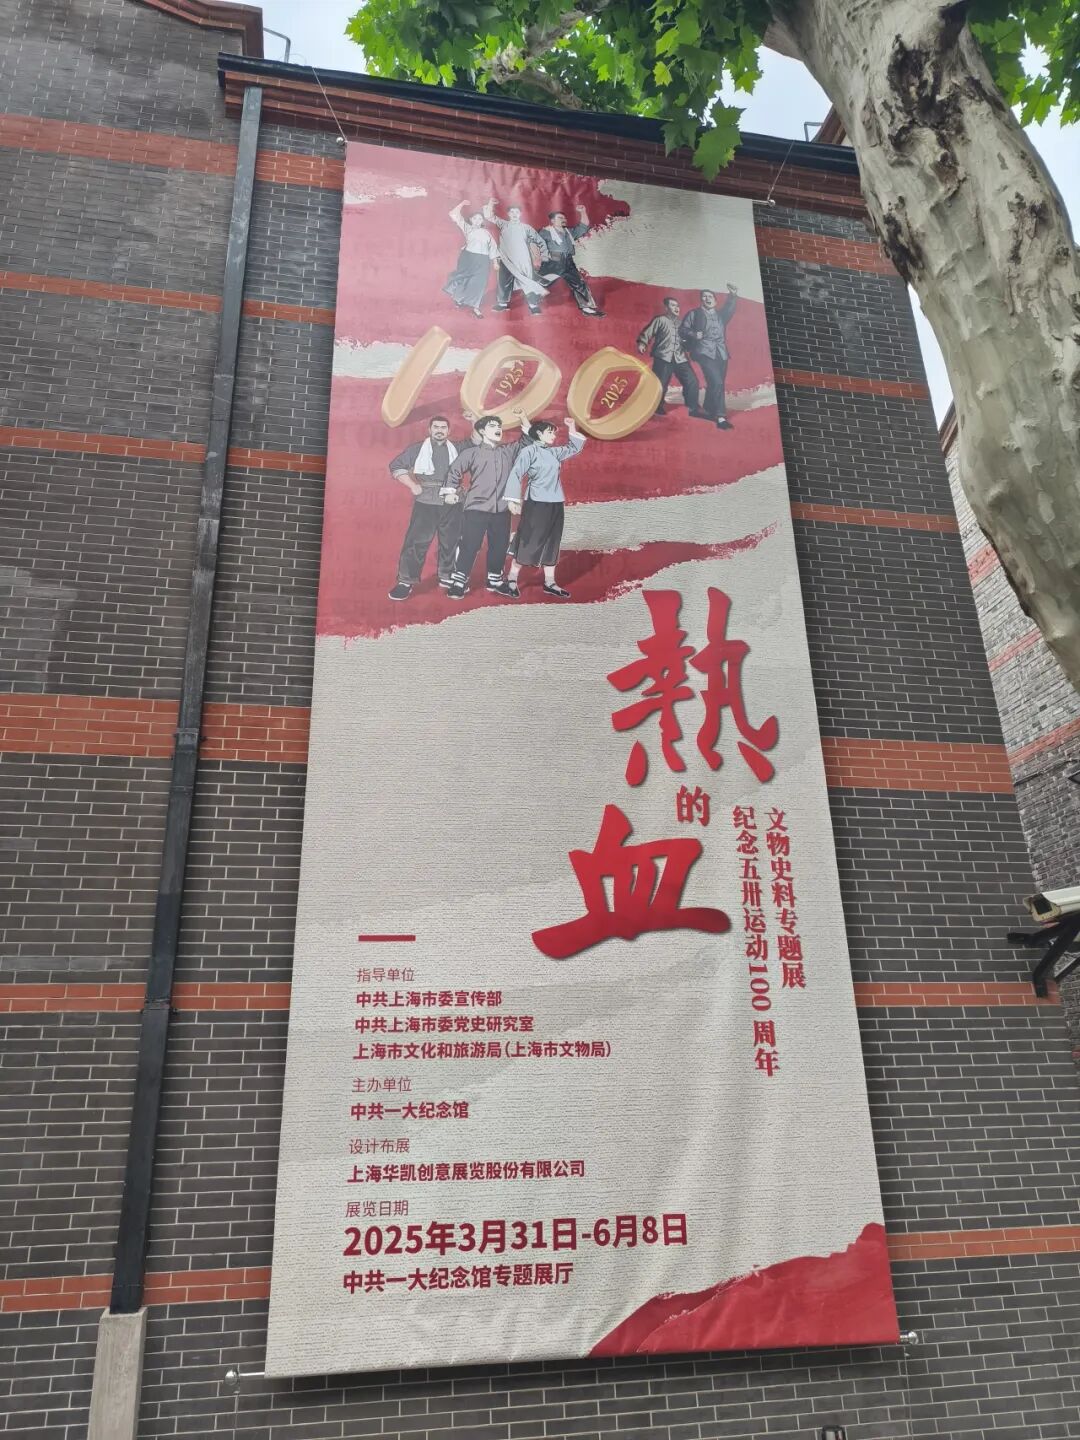 100
1925
2025
熱
的
血
纪念五卅运动100周年
文物史料专题展
指导单位
中共上海市委宣传部
中共上海市委党史研究室
上海市文化和旅游局(上海市文物局)
主办单位
中共一大纪念馆
设计布展
上海华凯创意展览股份有限公司
展览日期
2025年3月31日-6月8日
中共一大纪念馆专题展厅